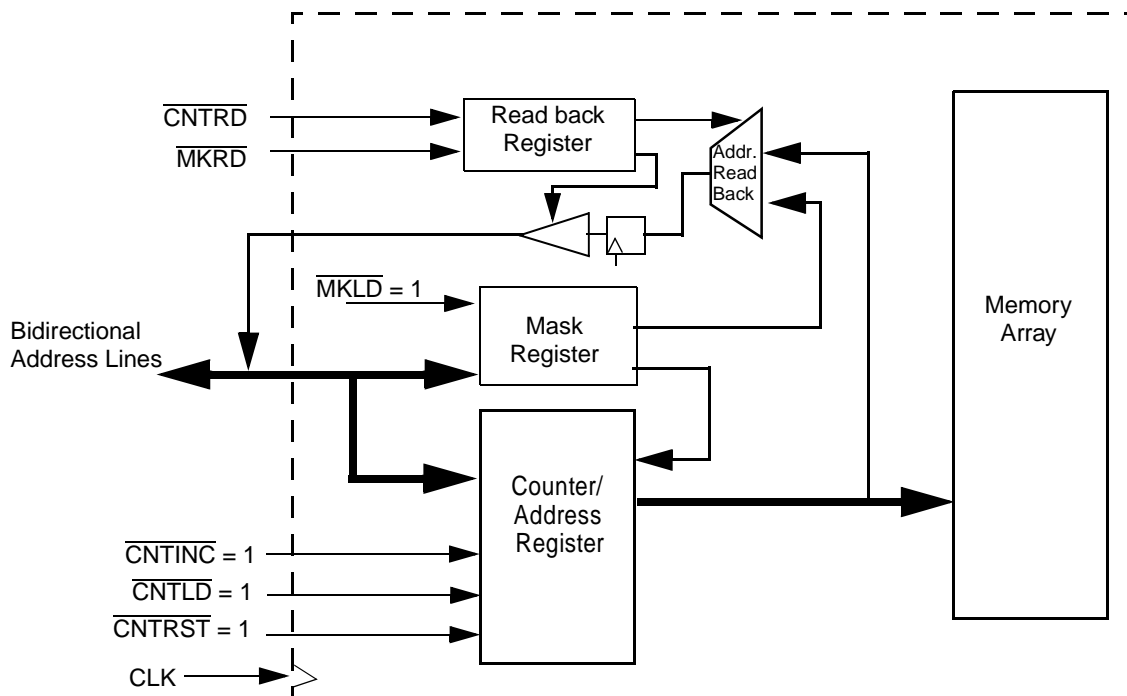 CNTRD
MKRD
Read back
Register
Addr.
Read
Back
MKLD = 1
Mask
Register
Bidirectional
Address Lines
Memory
Array
Counter/
Address
Register
CNTINC = 1
CNTLD = 1
CNTRST = 1
CLK